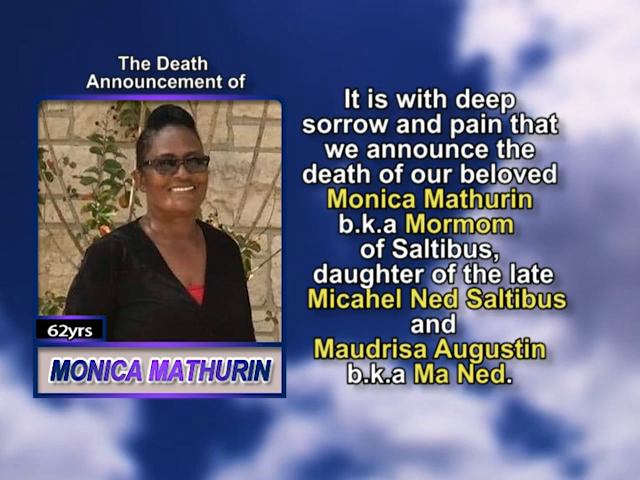 The Death
Announcement of
62yrs
MONICA MATHURIN
It is with deep
sorrow and pain that
we announce the
death of our beloved
Monica Mathurin
b.k.a Mormom
of Saltibus,
daughter of the late
Micahel Ned Saltibus
and
Maudrisa Augustin
b.k.a Ma Ned.